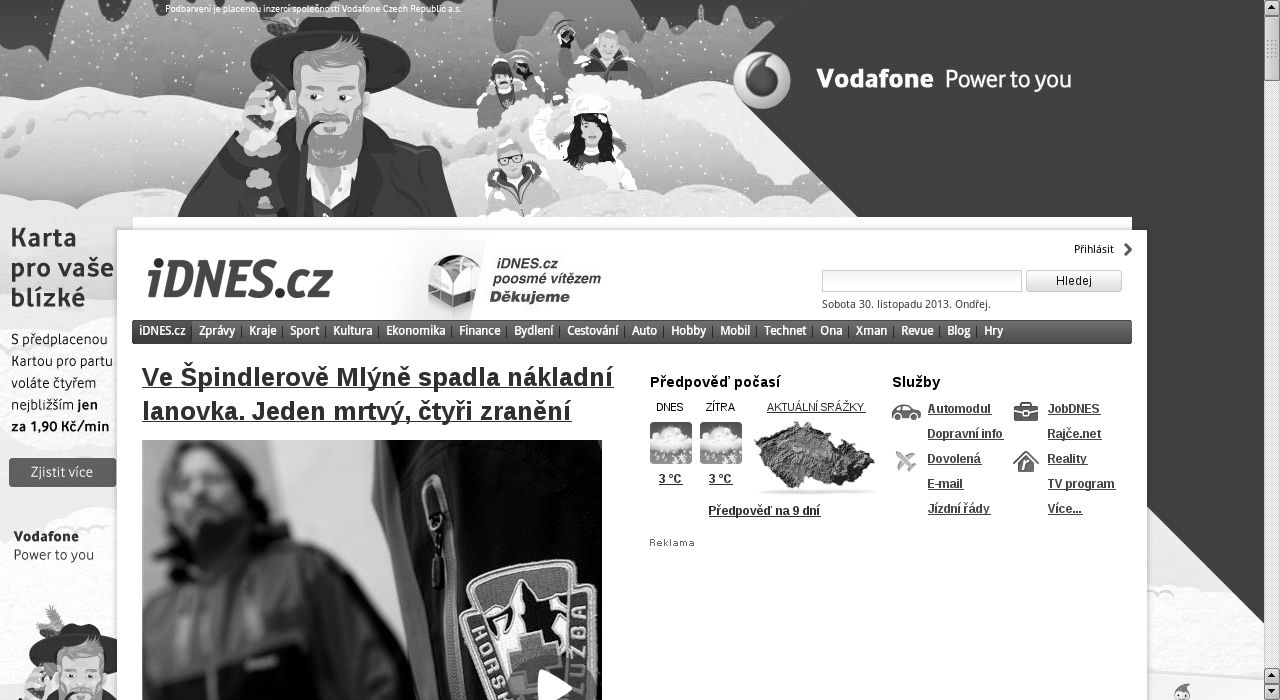 Podbarvení je placenou inzercí společnosti Vodafone Czech Republic a.s.
Vodafone Power to you
Karta
pro vaše
blízké
S předplacenou
Kartou pro partu
voláte čtyřem
nejbližším jen
za 1,90 Kč/min
Zjistit více
Vodafone
Power to you
iDNES.cz
iDNES.cz
poosmé vítězem
Děkujeme
Přihlásit
Hledej
Sobota 30. listopadu 2013. Ondřej.
iDNES.cz Zprávy Kraje Sport Kultura Ekonomika Finance Bydlení Cestování Auto Hobby Mobil Technet Ona Xman Revue Blog Hry
Ve Špindlerově Mlýně spadla nákladní
lanovka. Jeden mrtvý, čtyři zranění
HORSKÁ
SLUŽBA
Předpověď počasí
DNES ZÍTRA AKTUÁLNÍ SRÁŽKY
3 °C 3 °C
Předpověď na 9 dní
Reklama
Služby
Automodul JobDNES
Dopravní info Rajče.net
Dovolená Reality
E-mail TV program
Jízdní řády Více...